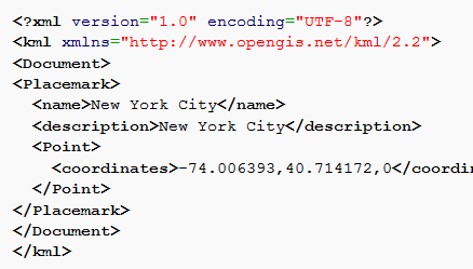 <?xml version="1.0" encoding="UTF-8"?>
<kml xmlns="http://www.opengis.net/kml/2.2">
<Document>
<Placemark>
  <name>New York City</name>
  <description>New York City</description>
  <Point>
    <coordinates>-74.006393,40.714172,0</coordi
  </Point>
</Placemark>
</Document>
</kml>